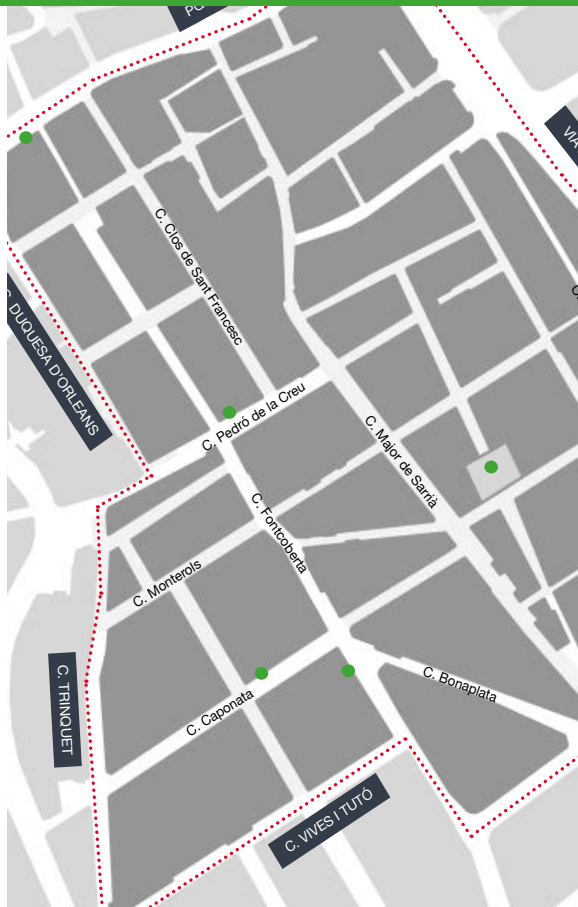 VIA
C. Clos de Sant Francesc
DUQUESA D'ORLEANS
C. Pedró de la Creu
C. Major de Sarrià
C. Fontcoberta
C. Monterols
C. TRINQUET
C. Bonaplata
C. Caponata
C. VIVES I TUTÓ